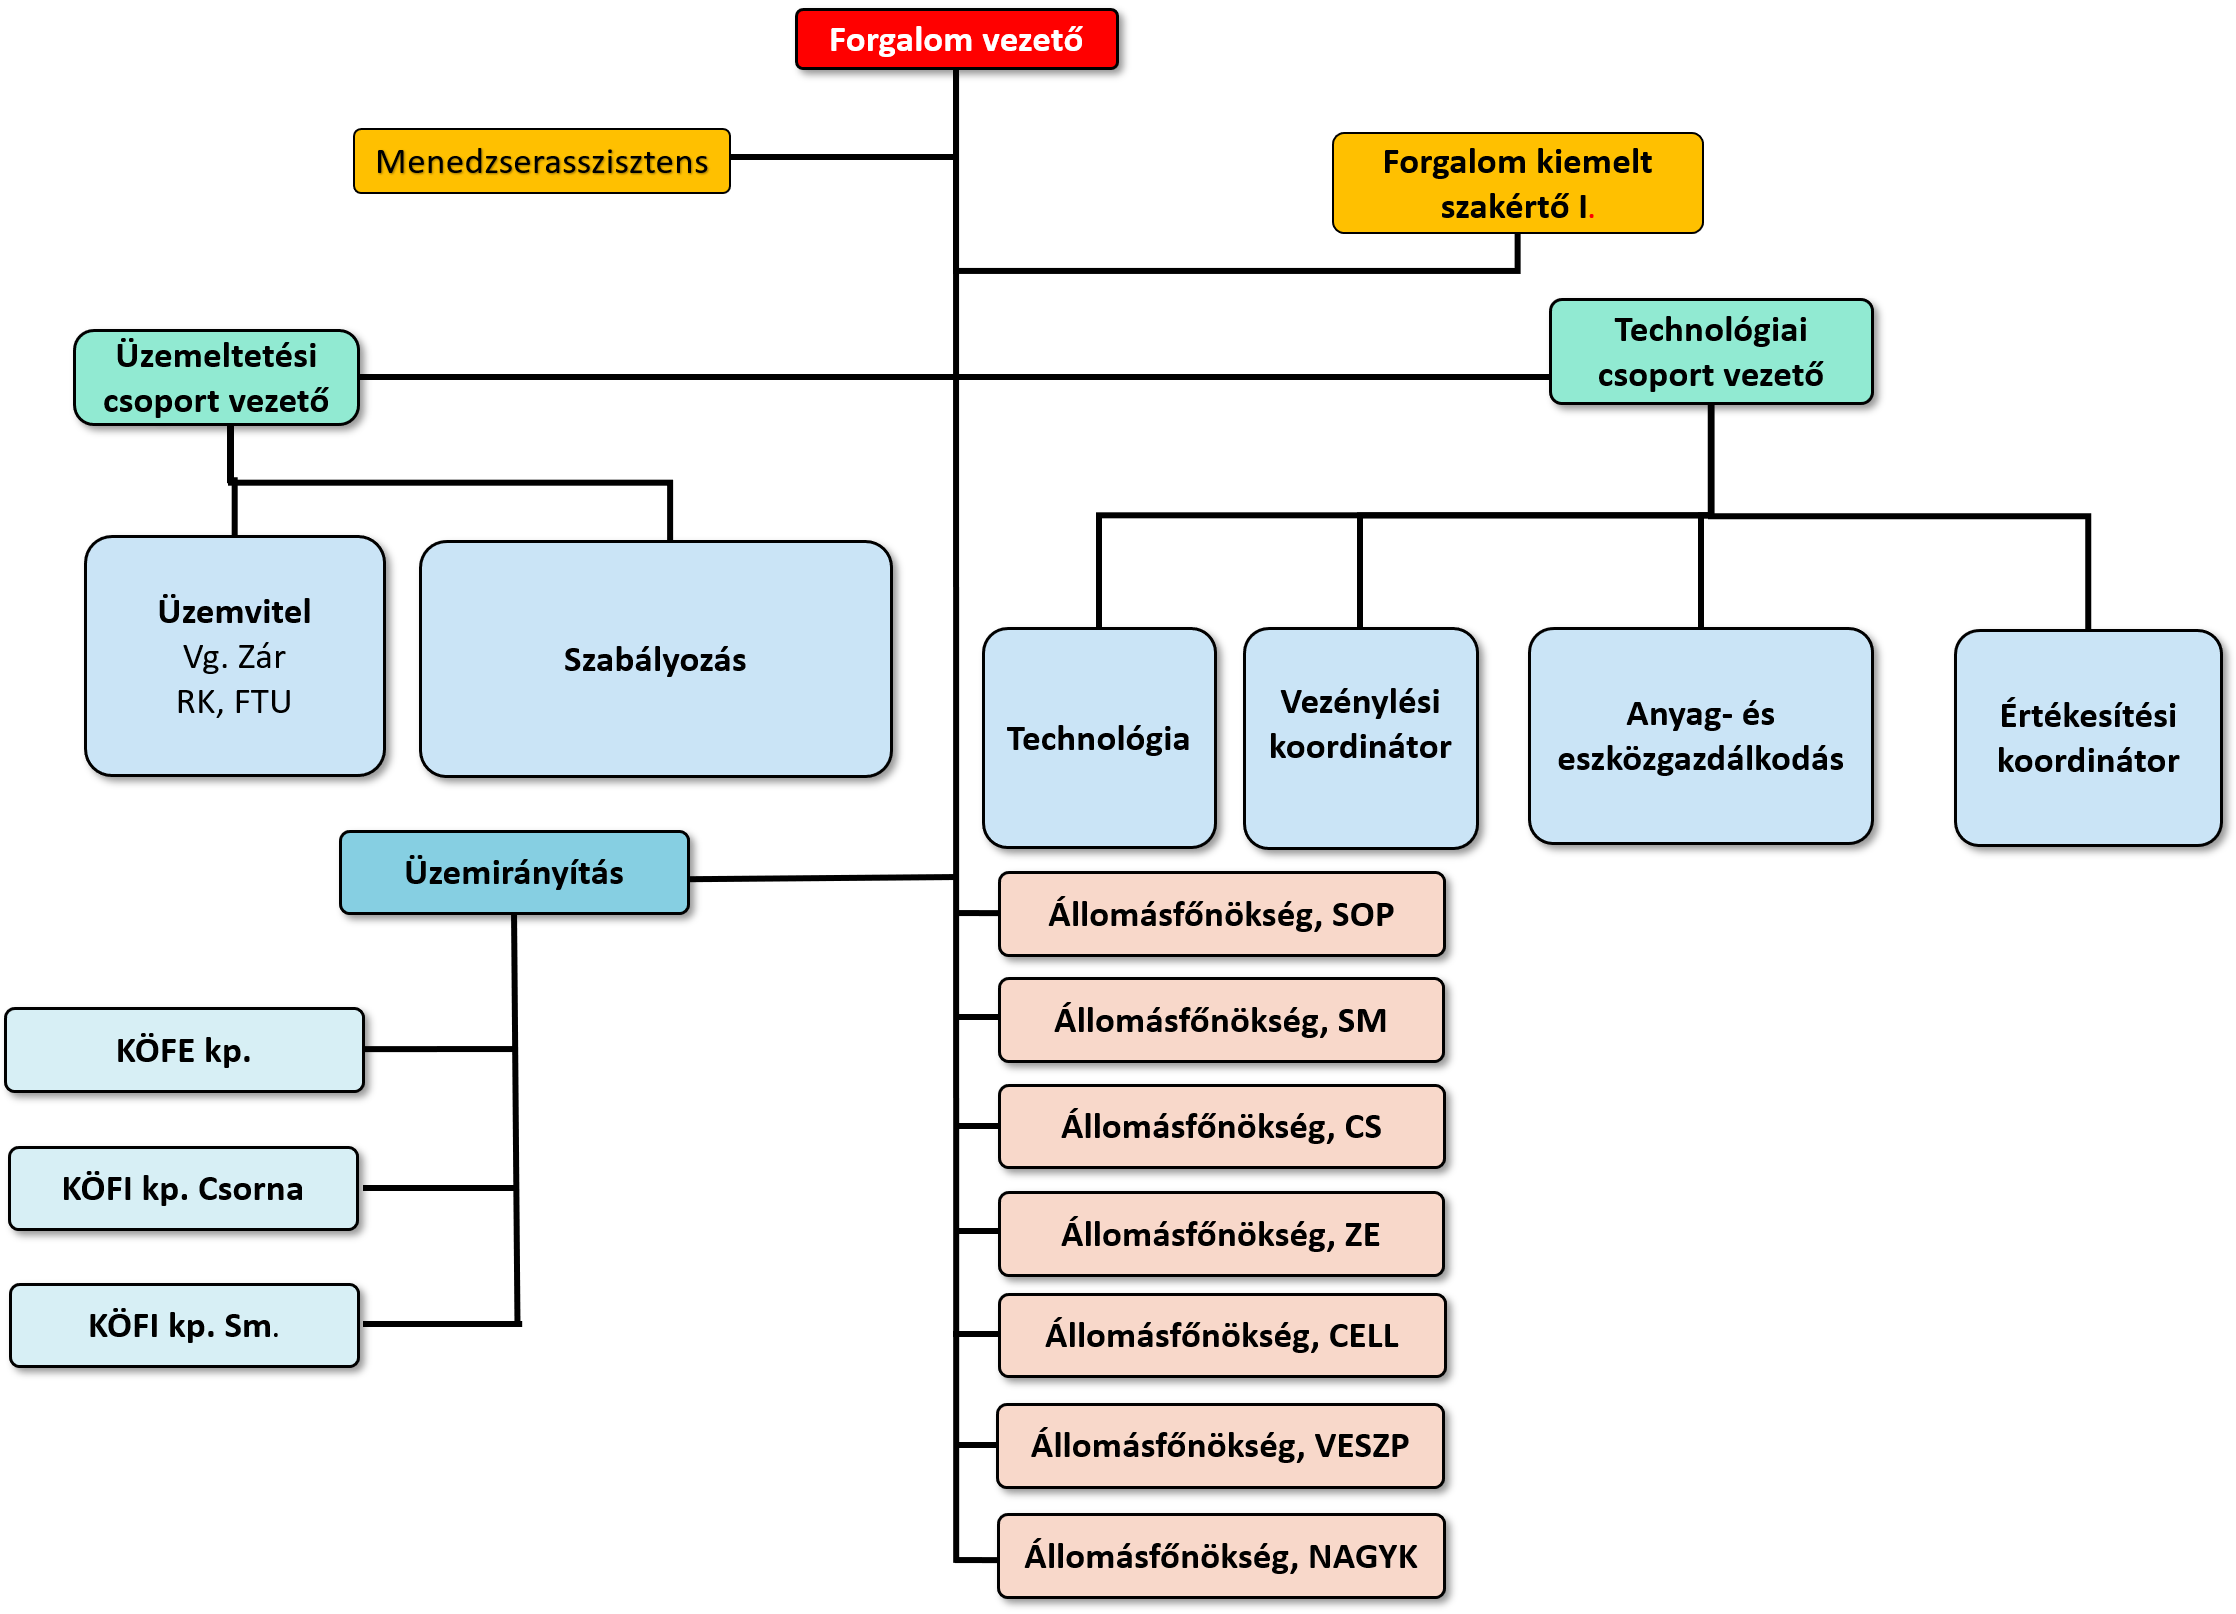 Forgalom vezető
Menedzserasszisztens
Forgalom kiemelt
szakértő I.
Üzemeltetési
csoport vezető
Technológiai
csoport vezető
Üzemvitel
Vg. Zár
RK, FTU
Szabályozás
Technológia
Vezénylési
koordinátor
Anyag- és
eszközgazdálkodás
Értékesítési
koordinátor
Üzemirányítás
KÖFE kp.
KÖFI kp. Csorna
KÖFI kp. Sm.
Állomásfőnökség, SOP
Állomásfőnökség, SM
Állomásfőnökség, CS
Állomásfőnökség, ZE
Állomásfőnökség, CELL
Állomásfőnökség, VESZP
Állomásfőnökség, NAGYK